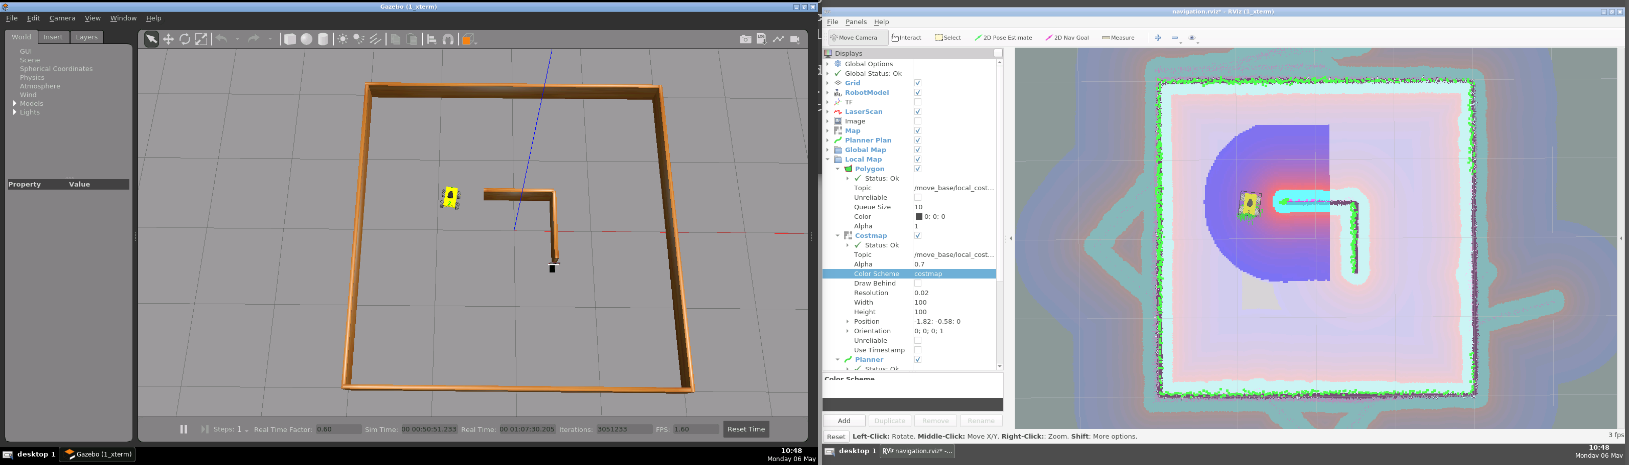 Gazebo (1_xterm)
File Edit Camera View Window Help
World Insert Layers
GUI
Scene
Spherical Coordinates
Physics
Atmosphere
Wind
Models
Lights
Property Value
Steps: 1 Real Time Factor: 0.60 Sim Time: 00 00:50:51.233 Real Time: 00 01:07:30.205 Iterations: 3051233 FPS: 1.60 Reset Time
desktop 1 Gazebo (1_xterm)
10:48
Monday 06 May
navigation.rviz* - RViz (1_xterm)
File Panels Help
Move Camera Interact Select 2D Pose Estimate 2D Nav Goal Measure
Displays
Global Options
Global Status: Ok
Grid
RobotModel
TF
LaserScan
Image
Map
Planner Plan
Global Map
Local Map
Polygon
Status: Ok
Topic /move_base/local_cost...
Unreliable
Queue Size 10
Color 0; 0; 0
Alpha 1
Costmap
Status: Ok
Topic /move_base/local_cost...
Alpha 0.7
Color Scheme costmap
Draw Behind
Resolution 0.02
Width 100
Height 100
Position -1.82; -0.58; 0
Orientation 0; 0; 0; 1
Unreliable
Use Timestamp
Planner
Status: Ok
Color Scheme
Add Duplicate Remove Rename
Reset Left-Click: Rotate. Middle-Click: Move X/Y. Right-Click: Zoom. Shift: More options.
3 fps
desktop 1 navigation.rviz* -...
10:48
Monday 06 May